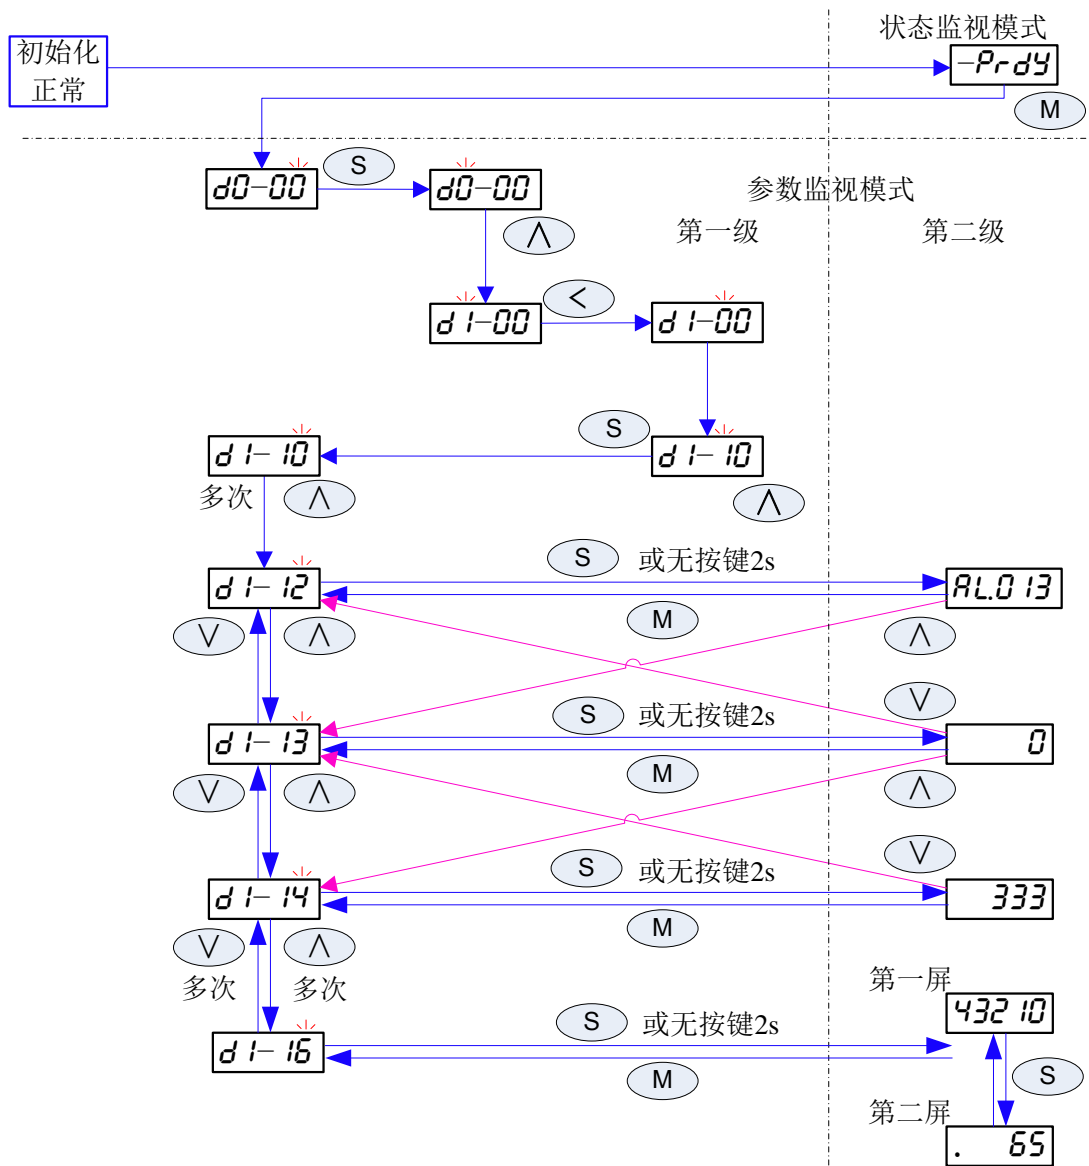 状态监视模式
初始化
正常
-Prdy
M
S
d0-00
d0-00
参数监视模式
∧
第一级
第二级
<
d1-00
d1-00
S
d1-10
d1-10
多次
∧
∧
S 或无按键2s
d1-12
AL.013
M
∨
∧
∧
∨
S 或无按键2s
d1-13
0
M
∨
∧
∧
∨
S 或无按键2s
d1-14
333
M
∨
∧
多次
多次
第一屏
43210
S 或无按键2s
d1-16
M
S
第二屏
. 65